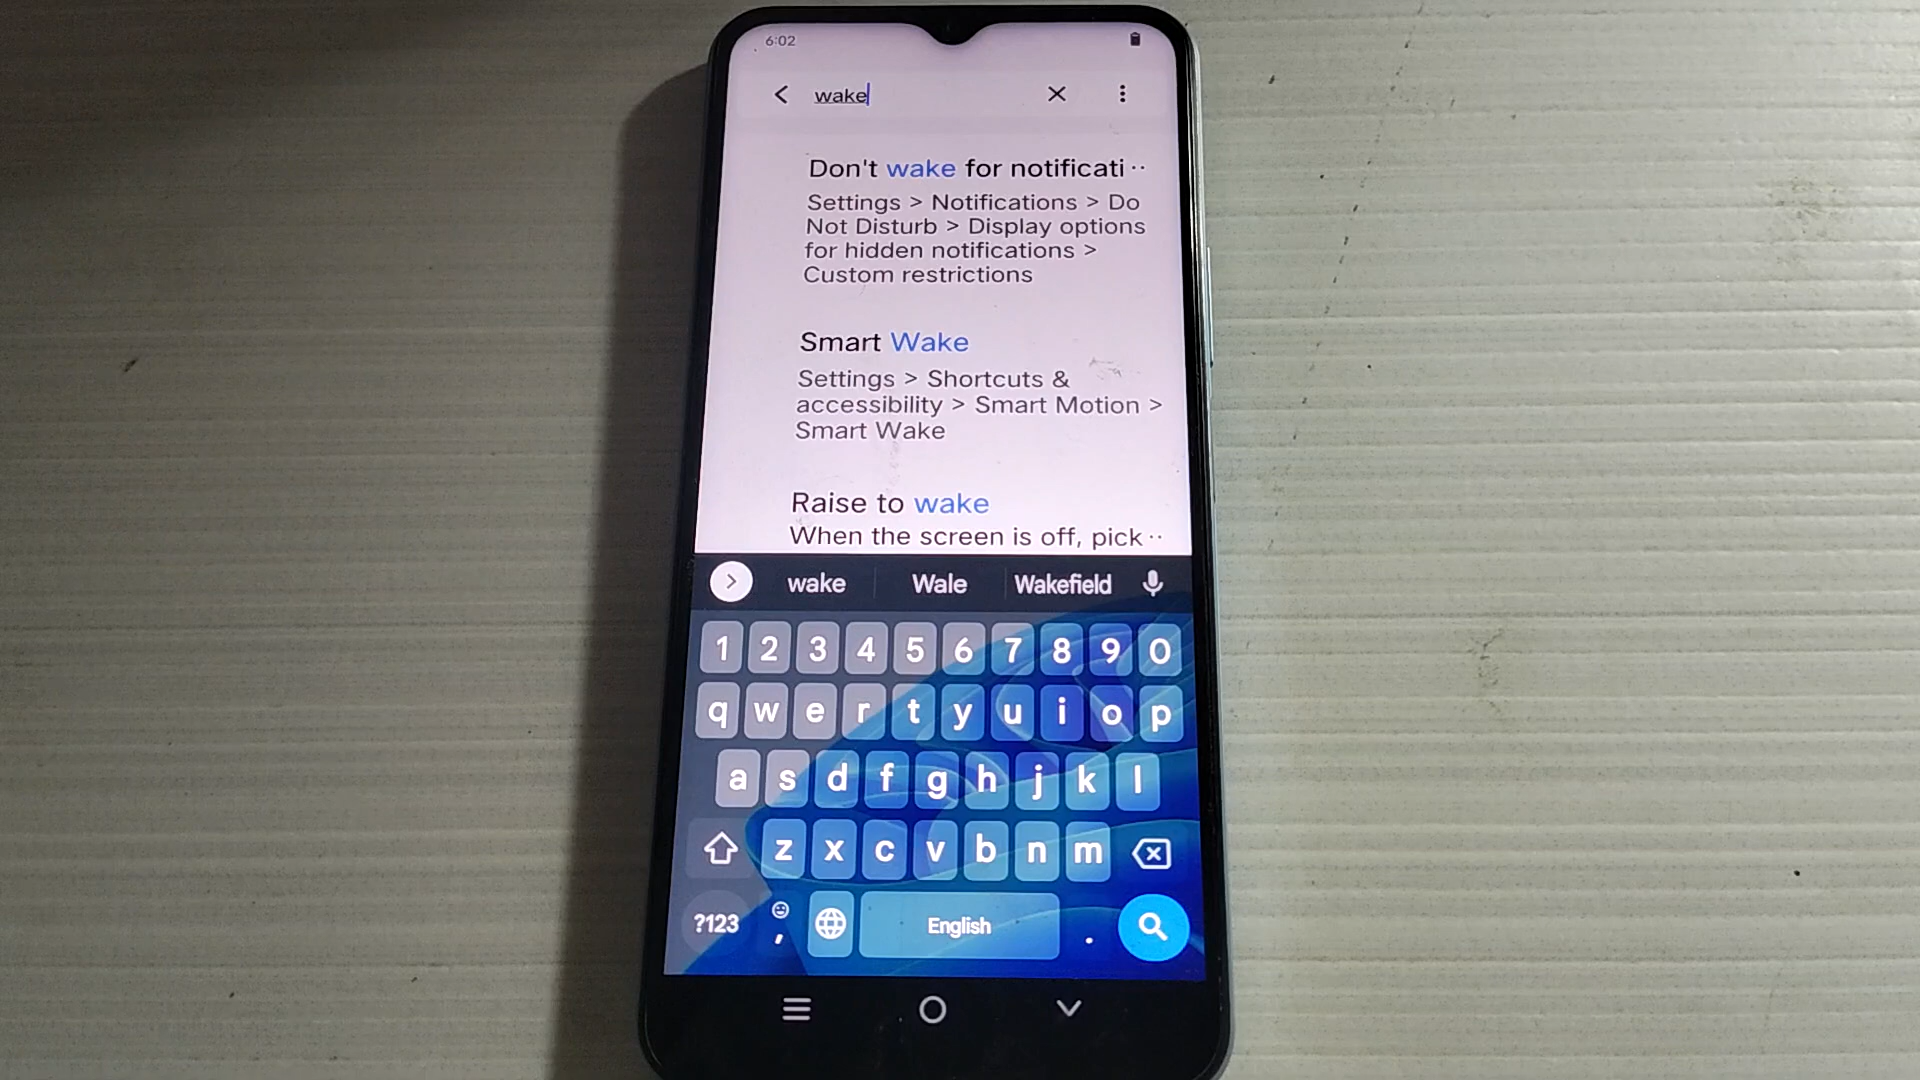 6:02
wake
Don't wake for notificati··
Settings > Notifications > Do
Not Disturb > Display options
for hidden notifications >
Custom restrictions
Smart Wake
Settings > Shortcuts &
accessibility > Smart Motion >
Smart Wake
Raise to wake
When the screen is off, pick··
wake Wale Wakefield
1 2 3 4 5 6 7 8 9 0
q w e r t y u i o p
a s d f g h j k l
z x c v b n m
?123 , English .